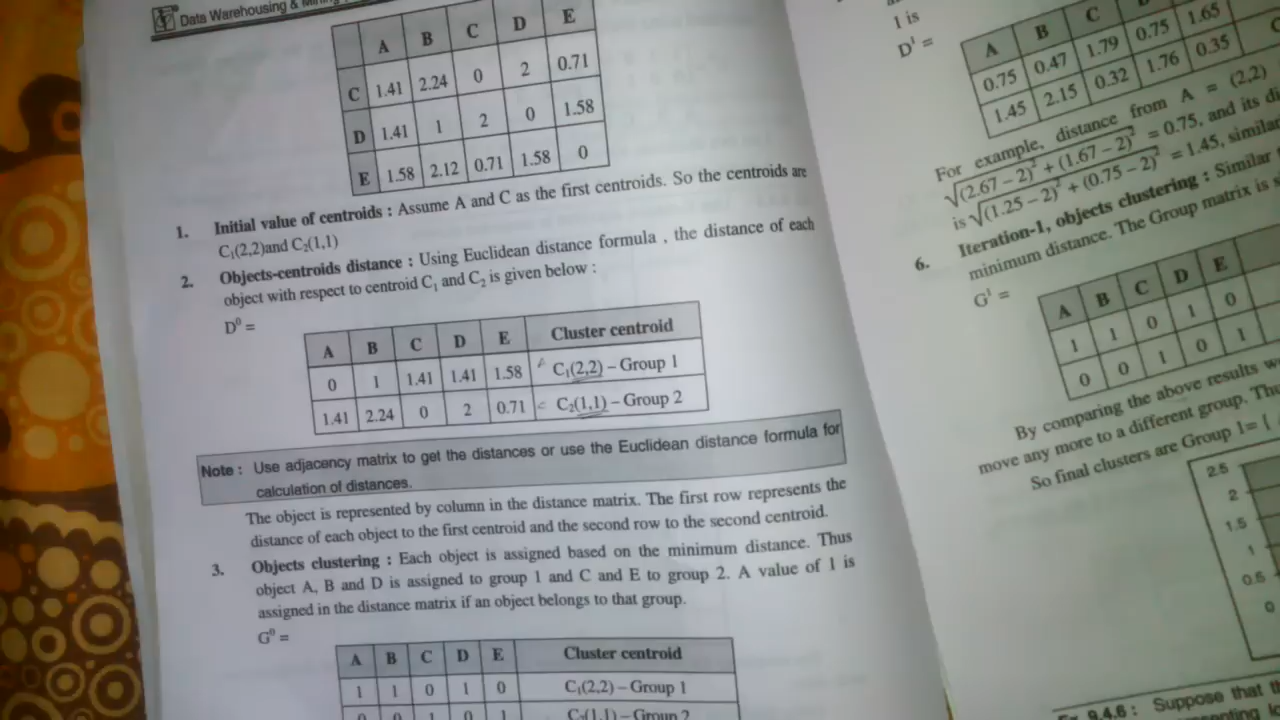 Data Warehousing &
A B C D E
C 1.41 2.24 0 2 0.71
D 1.41 1 2 0 1.58
E 1.58 2.12 0.71 1.58 0
1. Initial value of centroids : Assume A and C as the first centroids. So the centroids are
C₁(2,2)and C₂(1,1)
2. Objects-centroids distance : Using Euclidean distance formula , the distance of each
object with respect to centroid C₁ and C₂ is given below :
D⁰ =
A B C D E Cluster centroid
0 1 1.41 1.41 1.58 C₁(2,2) – Group 1
1.41 2.24 0 2 0.71 C₂(1,1) – Group 2
Note : Use adjacency matrix to get the distances or use the Euclidean distance formula for
calculation of distances.
The object is represented by column in the distance matrix. The first row represents the
distance of each object to the first centroid and the second row to the second centroid.
3. Objects clustering : Each object is assigned based on the minimum distance. Thus
object A, B and D is assigned to group 1 and C and E to group 2. A value of 1 is
assigned in the distance matrix if an object belongs to that group.
G⁰ =
A B C D E Cluster centroid
1 1 0 1 0 C₁(2,2) – Group 1
0 0 1 0 1 C₂(1,1) – Group 2
1 is
D¹ =
A B C D
0.75 0.47 1.79 0.75 1.65
1.45 2.15 0.32 1.76 0.35
For example, distance from A = (2,2)
√(2.67 – 2)² + (1.67 – 2)² = 0.75, and its
is √(1.25 – 2)² + (0.75 – 2)² = 1.45,
6. Iteration-1, objects clustering : Similar
minimum distance. The Group matrix is
G¹ =
A B C D E
1 1 0 1 0
0 0 1 0 1
By comparing the above results
move any more to a different group.
So final clusters are Group 1= {
2.5
2
1.5
1
0.5
0
9.4.6 : Suppose that